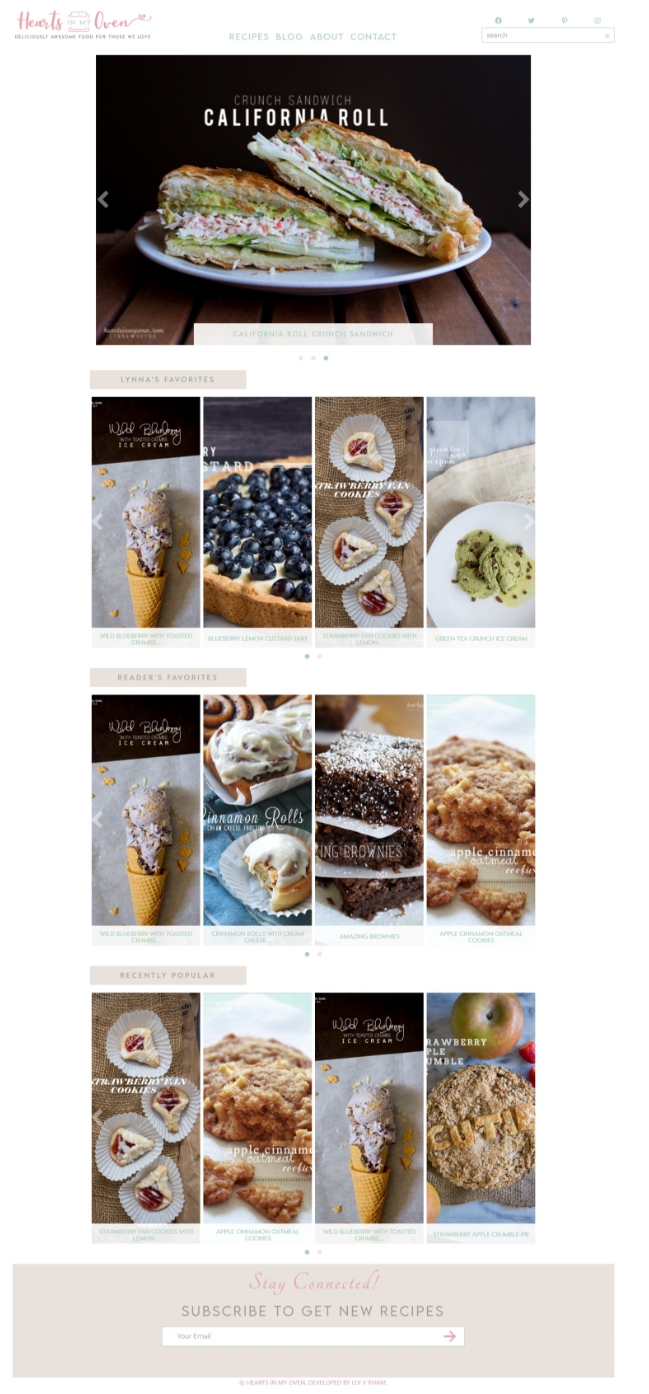 Hearts IN MY Oven
DELICIOUSLY AWESOME FOOD FOR THOSE WE LOVE
RECIPES BLOG ABOUT CONTACT
search
CRUNCH SANDWICH
CALIFORNIA ROLL
CALIFORNIA ROLL CRUNCH SANDWICH
LYNNA'S FAVORITES
Wild Blueberry
WITH TOASTED CRUMBS
ICE CREAM
STRAWBERRY FAN
COOKIES
WILD BLUEBERRY WITH TOASTED
CRUMBS...
BLUEBERRY LEMON CUSTARD TART
STRAWBERRY FAN COOKIES WITH
LEMON...
GREEN TEA CRUNCH ICE CREAM
READER'S FAVORITES
Wild Blueberry
WITH TOASTED CRUMBS
ICE CREAM
Cinnamon Rolls
CREAM CHEESE FROSTING
ING BROWNIES
apple cinnamo
oatmeal
cookies
WILD BLUEBERRY WITH TOASTED
CRUMBS...
CINNAMON ROLLS WITH CREAM
CHEESE...
AMAZING BROWNIES
APPLE CINNAMON OATMEAL
COOKIES
RECENTLY POPULAR
STRAWBERRY FAN
COOKIES
apple cinnamo
oatmeal
cookies
Wild Blueberry
WITH TOASTED CRUMBS
ICE CREAM
RAWBERRY
PLE
UMBLE
CUTIE
STRAWBERRY FAN COOKIES WITH
LEMON...
APPLE CINNAMON OATMEAL
COOKIES
WILD BLUEBERRY WITH TOASTED
CRUMBS...
STRAWBERRY APPLE CRUMBLE PIE
Stay Connected!
SUBSCRIBE TO GET NEW RECIPES
Your Email
© HEARTS IN MY OVEN. DEVELOPED BY LOI V PHAM.